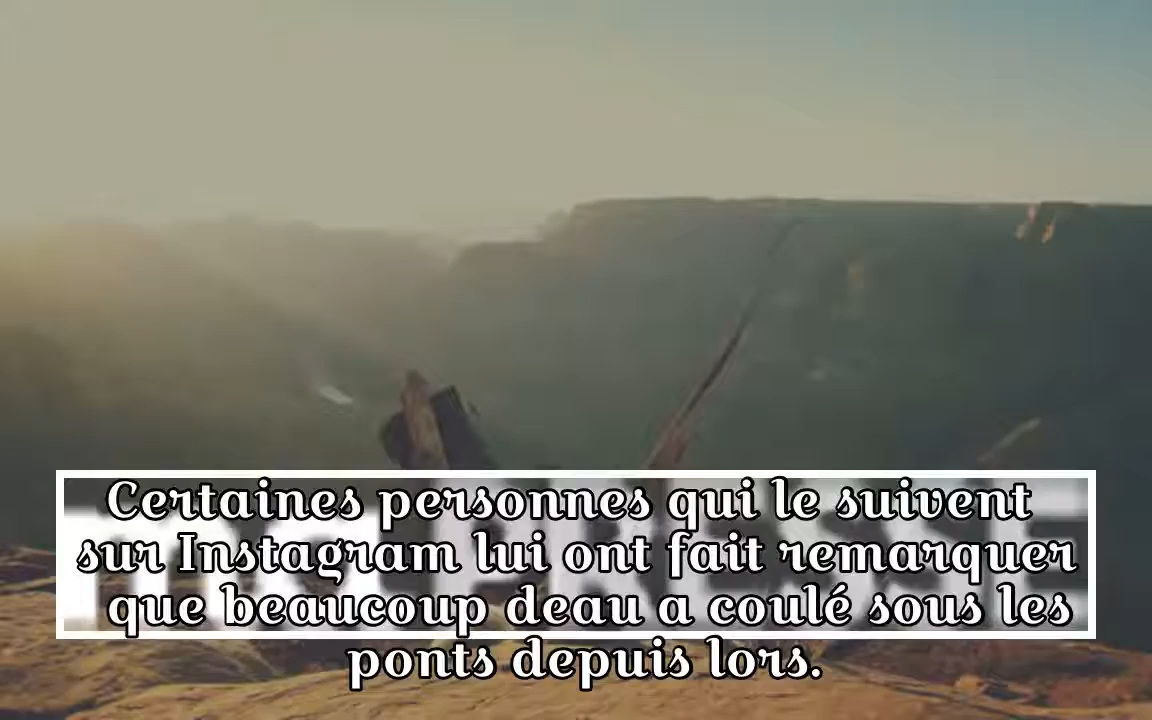 Certaines personnes qui le suivent
sur Instagram lui ont fait remarquer
que beaucoup deau a coulé sous les
ponts depuis lors.